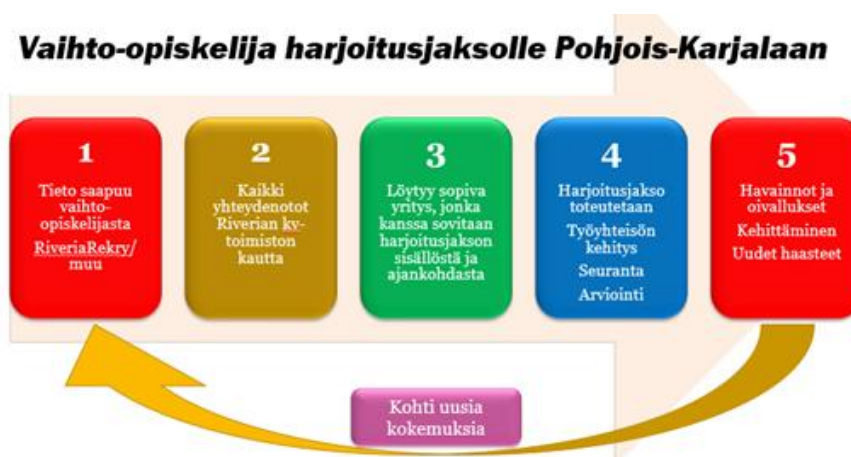 Vaihto-opiskelija harjoitusjaksolle Pohjois-Karjalaan
1
Tieto saapuu
vaihto-
opiskelijasta
RiveriaRekry/
muu
2
Kaikki
yhteydenotot
Riverian kv-
toimiston
kautta
3
Löytyy sopiva
yritys, jonka
kanssa sovitaan
harjoitusjakson
sisällöstä ja
ajankohdasta
4
Harjoitusjakso
toteutetaan
Työyhteisön
kehitys
Seuranta
Arviointi
5
Havainnot ja
oivallukset
Kehittäminen
Uudet haasteet
Kohti uusia
kokemuksia